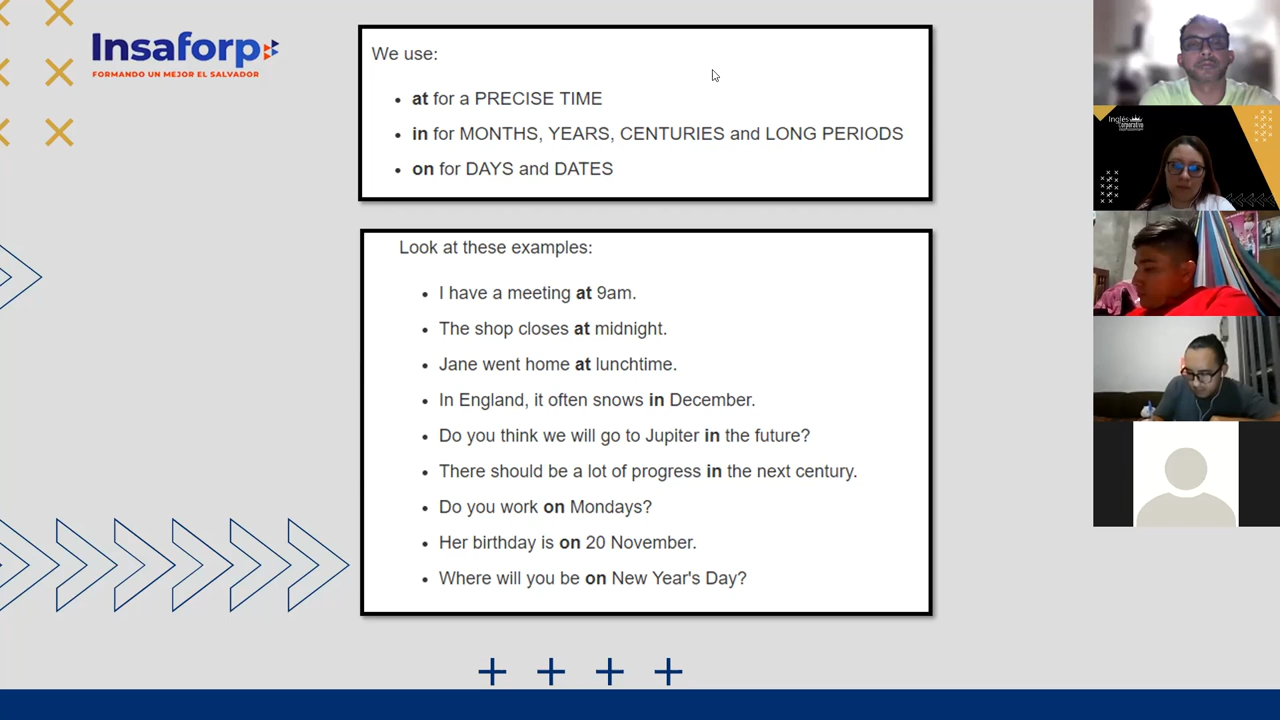 Insaforp
FORMANDO UN MEJOR EL SALVADOR
We use:
• at for a PRECISE TIME
• in for MONTHS, YEARS, CENTURIES and LONG PERIODS
• on for DAYS and DATES
Look at these examples:
• I have a meeting at 9am.
• The shop closes at midnight.
• Jane went home at lunchtime.
• In England, it often snows in December.
• Do you think we will go to Jupiter in the future?
• There should be a lot of progress in the next century.
• Do you work on Mondays?
• Her birthday is on 20 November.
• Where will you be on New Year's Day?
Inglés
Corporativo